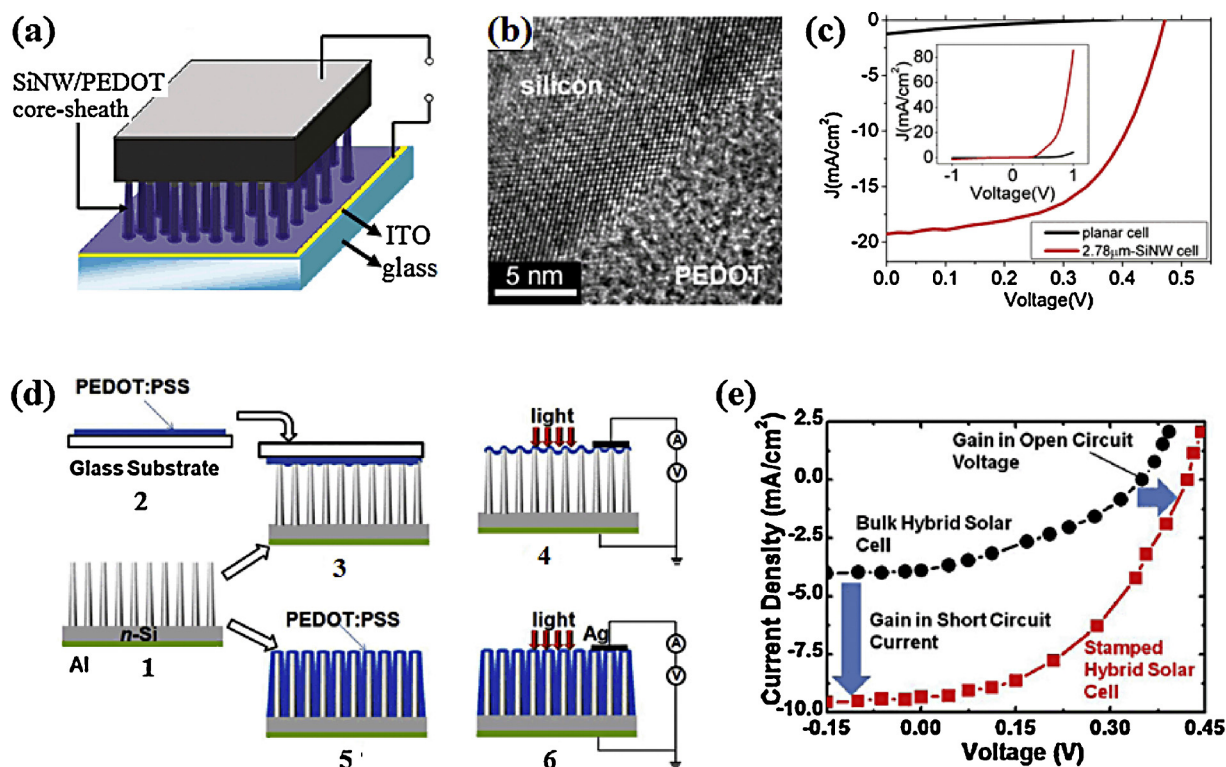 (a)
SiNW/PEDOT
core-sheath
ITO
glass
(b)
silicon
5 nm
PEDOT
(c)
0
-5
-10
-15
-20
J(mA/cm²)
0.0 0.1 0.2 0.3 0.4 0.5
Voltage(V)
80
60
40
20
0
J(mA/cm²)
-1 0 1
Voltage(V)
planar cell
2.78μm-SiNW cell
(d)
PEDOT:PSS
Glass Substrate
2
n-Si
Al
1
3
light
A
V
4
PEDOT:PSS
5
light
Ag
A
V
6
(e)
2.5
0.0
-2.5
-5.0
-7.5
-10.0
Current Density (mA/cm²)
Gain in Open Circuit
Voltage
Bulk Hybrid Solar
Cell
Gain in Short Circuit
Current
Stamped
Hybrid Solar
Cell
-0.15 0.00 0.15 0.30 0.45
Voltage (V)